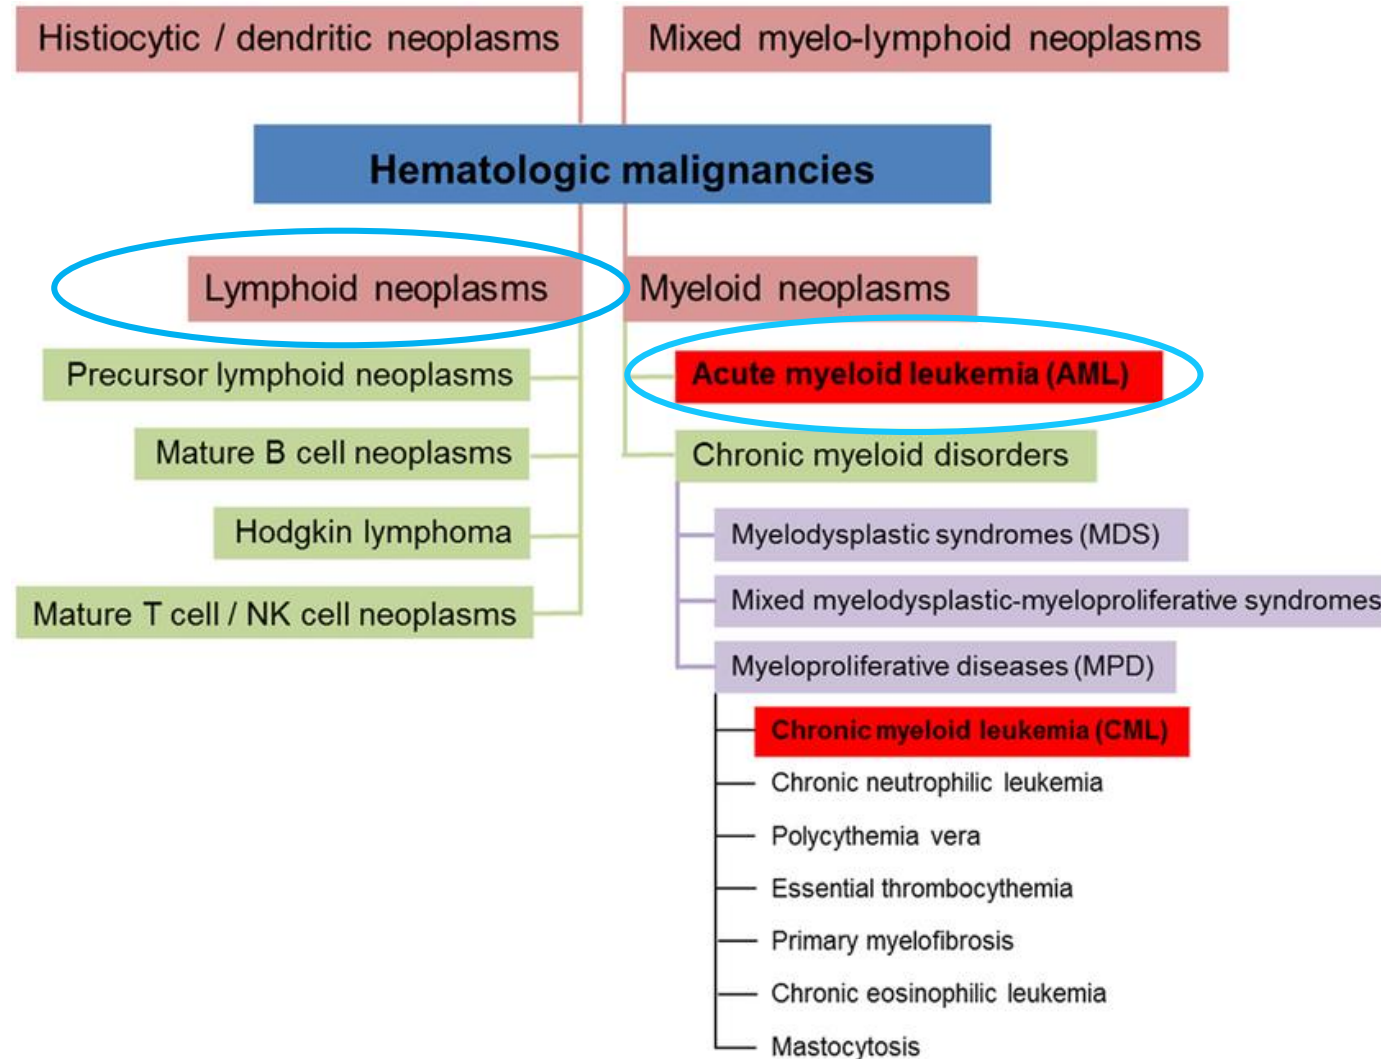 Histiocytic / dendritic neoplasms
Mixed myelo-lymphoid neoplasms
Hematologic malignancies
Lymphoid neoplasms
Myeloid neoplasms
Precursor lymphoid neoplasms
Mature B cell neoplasms
Hodgkin lymphoma
Mature T cell / NK cell neoplasms
Acute myeloid leukemia (AML)
Chronic myeloid disorders
Myelodysplastic syndromes (MDS)
Mixed myelodysplastic-myeloproliferative syndromes
Myeloproliferative diseases (MPD)
Chronic myeloid leukemia (CML)
Chronic neutrophilic leukemia
Polycythemia vera
Essential thrombocythemia
Primary myelofibrosis
Chronic eosinophilic leukemia
Mastocytosis